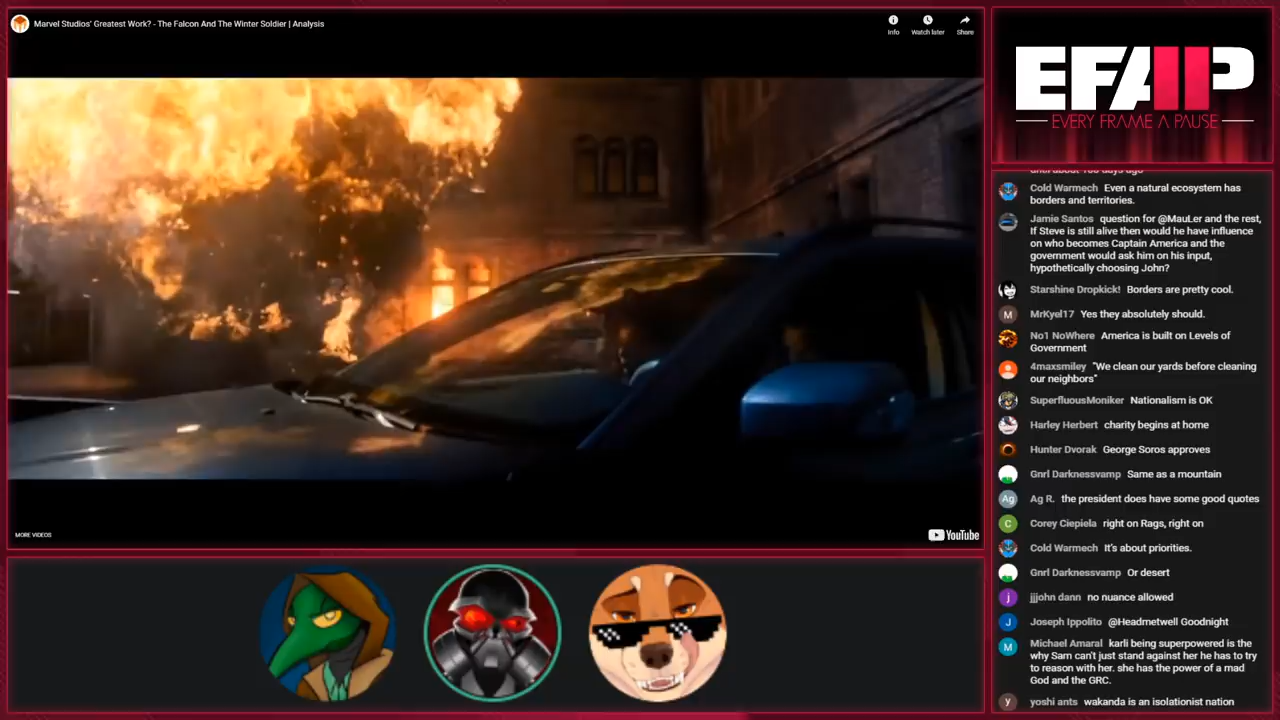 Marvel Studios' Greatest Work? - The Falcon And The Winter Soldier | Analysis
Info
Watch later
Share
MORE VIDEOS
YouTube
EFAP
EVERY FRAME A PAUSE
Cold Warmech Even a natural ecosystem has
borders and territories.
Jamie Santos question for @MauLer and the rest,
If Steve is still alive then would he have influence
on who becomes Captain America and the
government would ask him on his input,
hypothetically choosing John?
Starshine Dropkick! Borders are pretty cool.
M
MrKyel17 Yes they absolutely should.
No1 NoWhere America is built on Levels of
Government
4maxsmiley "We clean our yards before cleaning
our neighbors"
SuperfluousMoniker Nationalism is OK
Harley Herbert charity begins at home
Hunter Dvorak George Soros approves
Gnrl Darknessvamp Same as a mountain
Ag
Ag R. the president does have some good quotes
C
Corey Ciepiela right on Rags, right on
Cold Warmech It's about priorities.
Gnrl Darknessvamp Or desert
j
jjjohn dann no nuance allowed
J
Joseph Ippolito @Headmetwell Goodnight
M
Michael Amaral karli being superpowered is the
why Sam can't just stand against her he has to try
to reason with her. she has the power of a mad
God and the GRC.
y
yoshi ants wakanda is an isolationist nation